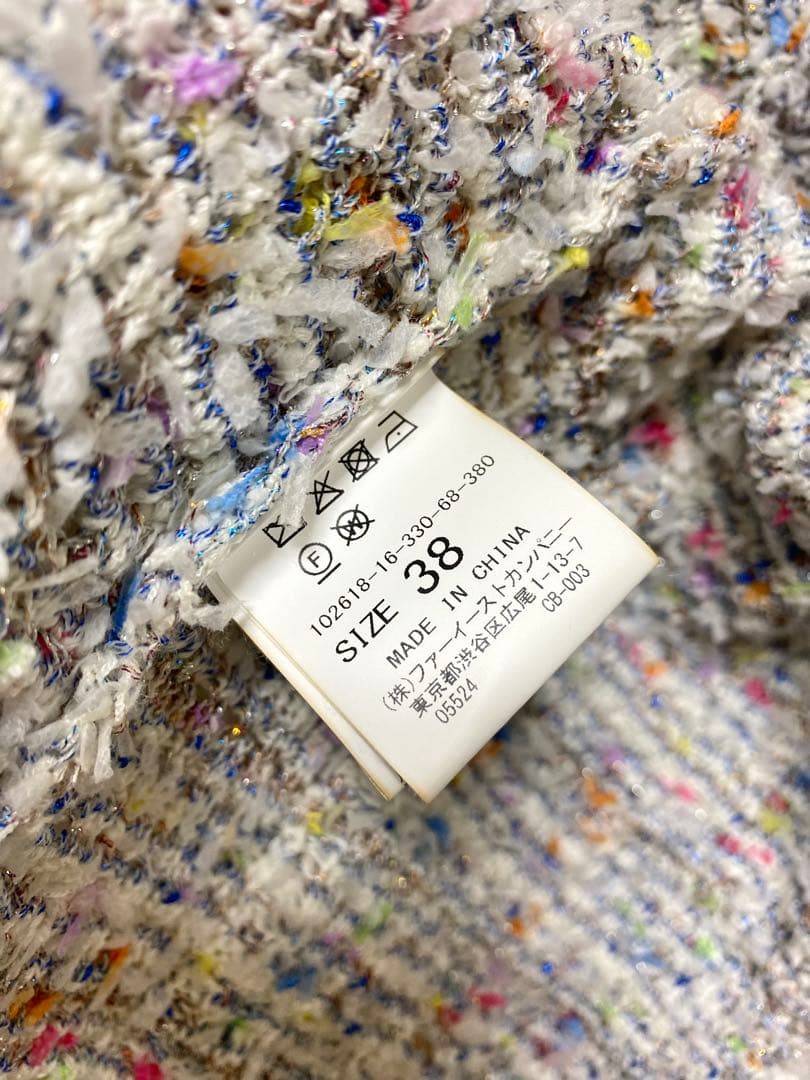 F W
102618-16-330-68-380
SIZE 38
MADE IN CHINA
(株)ファーイーストカンパニー
東京都渋谷区広尾1-13-7
05524 CB-003